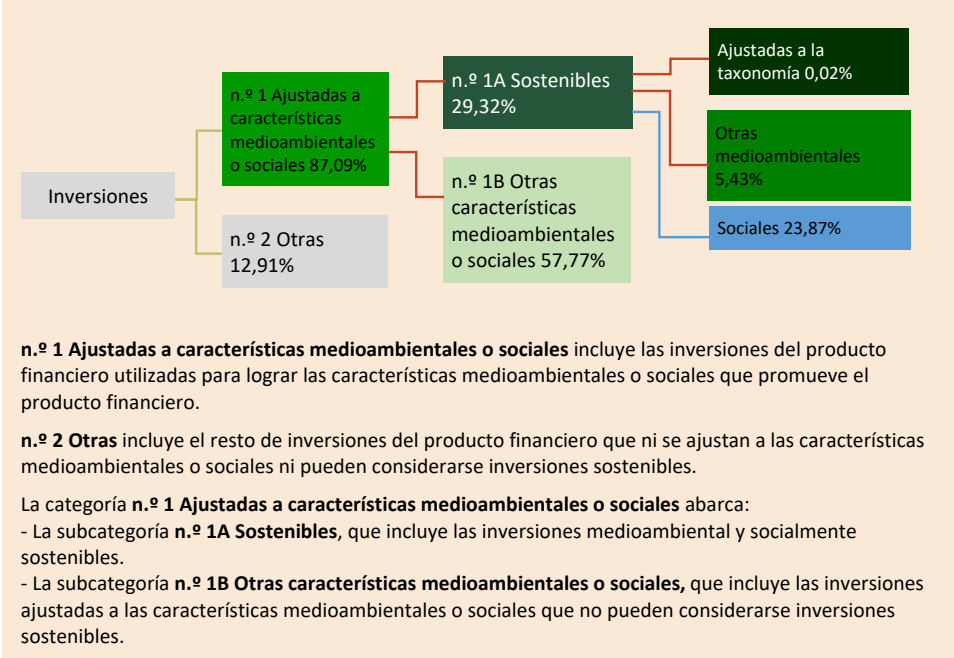 Inversiones
n.º 1 Ajustadas a
características
medioambientales
o sociales 87,09%
n.º 2 Otras
12,91%
n.º 1A Sostenibles
29,32%
n.º 1B Otras
características
medioambientales
o sociales 57,77%
Ajustadas a la
taxonomía 0,02%
Otras
medioambientales
5,43%
Sociales 23,87%
n.º 1 Ajustadas a características medioambientales o sociales incluye las inversiones del producto
financiero utilizadas para lograr las características medioambientales o sociales que promueve el
producto financiero.
n.º 2 Otras incluye el resto de inversiones del producto financiero que ni se ajustan a las características
medioambientales o sociales ni pueden considerarse inversiones sostenibles.
La categoría n.º 1 Ajustadas a características medioambientales o sociales abarca:
- La subcategoría n.º 1A Sostenibles, que incluye las inversiones medioambiental y socialmente
sostenibles.
- La subcategoría n.º 1B Otras características medioambientales o sociales, que incluye las inversiones
ajustadas a las características medioambientales o sociales que no pueden considerarse inversiones
sostenibles.